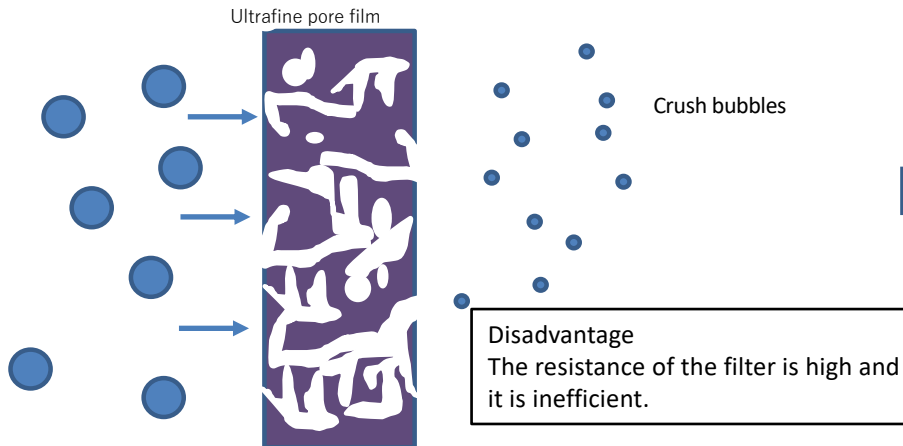 Ultrafine pore film
Crush bubbles
Disadvantage
The resistance of the filter is high and
it is inefficient.